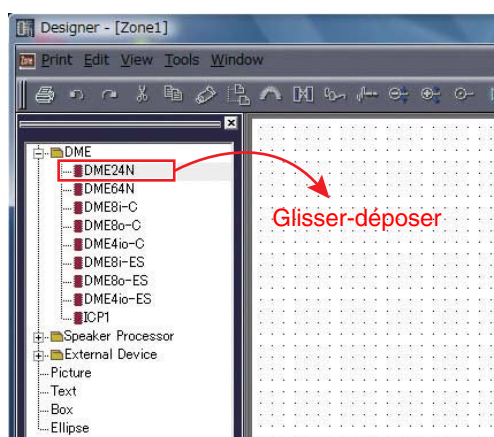 Designer - [Zone1]
Print Edit View Tools Window
DME
DME24N
DME64N
DME8i-C
DME8o-C
DME4io-C
DME8i-ES
DME8o-ES
DME4io-ES
ICP1
Speaker Processor
External Device
Picture
Text
Box
Ellipse
Glisser-déposer